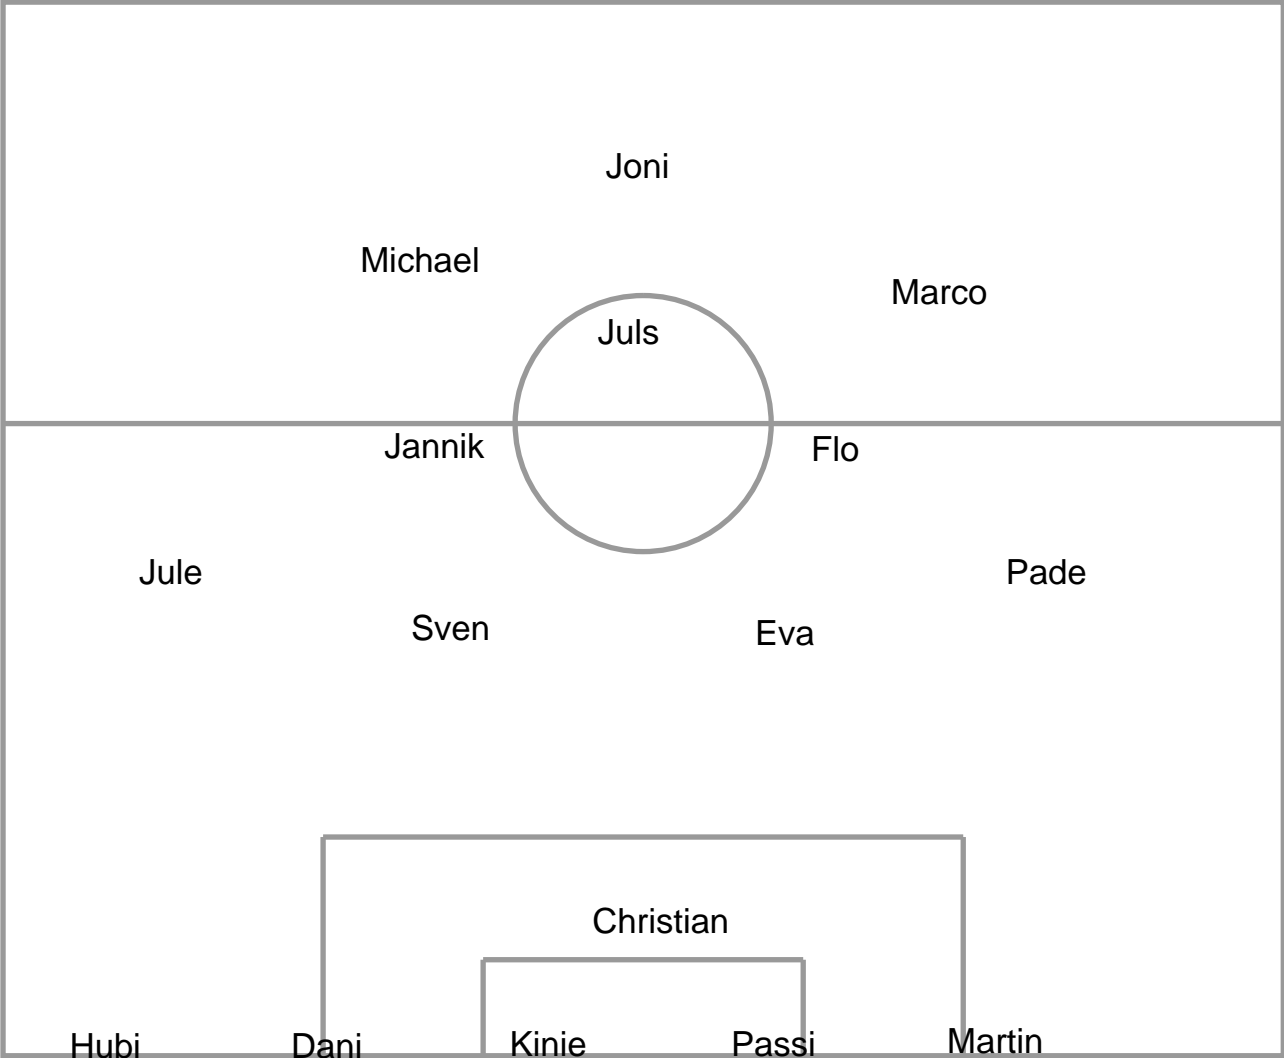 Joni
Michael
Marco
Juls
Jannik
Flo
Jule
Pade
Sven
Eva
Christian
Hubi
Dani
Kinie
Passi
Martin